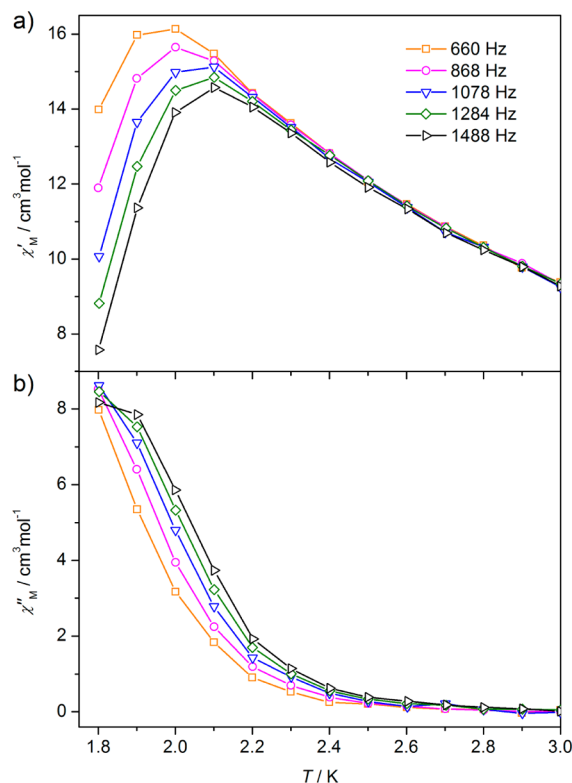 a)
16
14
12
10
8
χ′M / cm³mol⁻¹
660 Hz
868 Hz
1078 Hz
1284 Hz
1488 Hz
b)
8
6
4
2
0
χ″M / cm³mol⁻¹
1.8 2.0 2.2 2.4 2.6 2.8 3.0
T / K